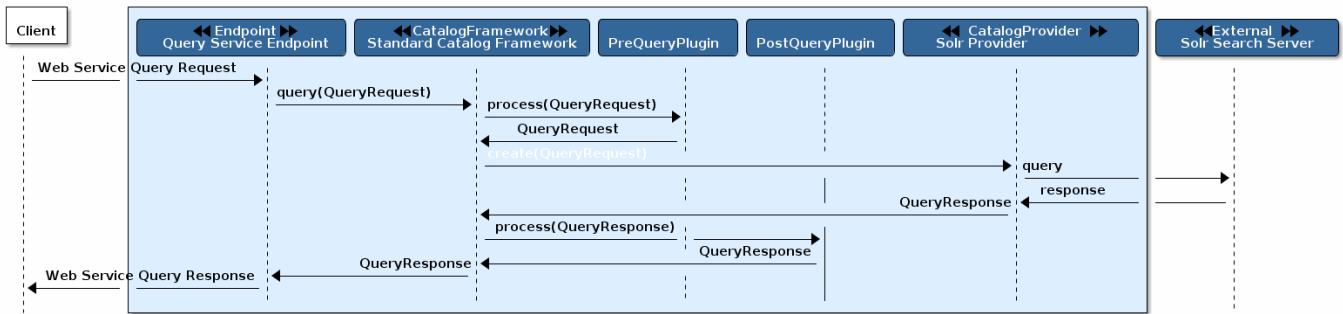 Client
Endpoint
Query Service Endpoint
CatalogFramework
Standard Catalog Framework
PreQueryPlugin
PostQueryPlugin
CatalogProvider
Solr Provider
External
Solr Search Server
Web Service Query Request
query(QueryRequest)
process(QueryRequest)
QueryRequest
create(QueryRequest)
query
response
QueryResponse
process(QueryResponse)
QueryResponse
QueryResponse
Web Service Query Response